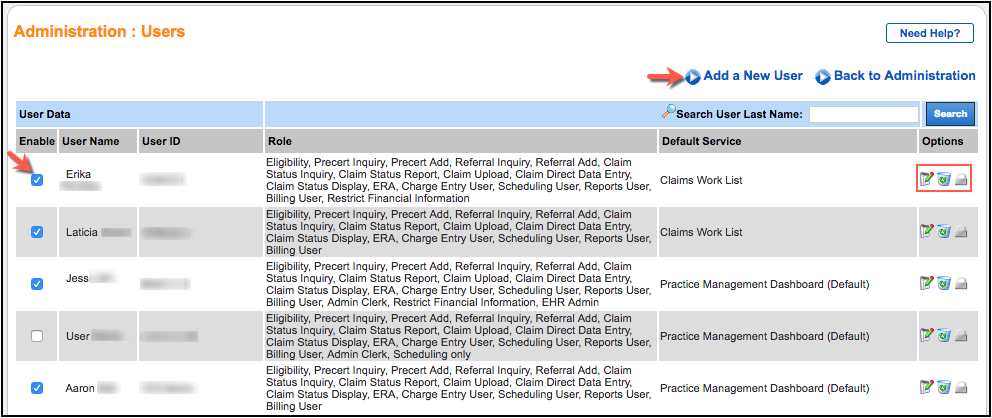 Administration : Users
Need Help?
Add a New User
Back to Administration
User Data
Search User Last Name:
Search
Enable
User Name
User ID
Role
Default Service
Options
Erika
Eligibility, Precert Inquiry, Precert Add, Referral Inquiry, Referral Add, Claim
Status Inquiry, Claim Status Report, Claim Upload, Claim Direct Data Entry,
Claim Status Display, ERA, Charge Entry User, Scheduling User, Reports User,
Billing User, Restrict Financial Information
Claims Work List
Laticia
Eligibility, Precert Inquiry, Precert Add, Referral Inquiry, Referral Add, Claim
Status Inquiry, Claim Status Report, Claim Upload, Claim Direct Data Entry,
Claim Status Display, ERA, Charge Entry User, Scheduling User, Reports User,
Billing User
Claims Work List
Jess
Eligibility, Precert Inquiry, Precert Add, Referral Inquiry, Referral Add, Claim
Status Inquiry, Claim Status Report, Claim Upload, Claim Direct Data Entry,
Claim Status Display, ERA, Charge Entry User, Scheduling User, Reports User,
Billing User, Admin Clerk, Restrict Financial Information, EHR Admin
Practice Management Dashboard (Default)
User
Eligibility, Precert Inquiry, Precert Add, Referral Inquiry, Referral Add, Claim
Status Inquiry, Claim Status Report, Claim Upload, Claim Direct Data Entry,
Claim Status Display, ERA, Charge Entry User, Scheduling User, Reports User,
Billing User, Admin Clerk, Scheduling only
Practice Management Dashboard (Default)
Aaron
Eligibility, Precert Inquiry, Precert Add, Referral Inquiry, Referral Add, Claim
Status Inquiry, Claim Status Report, Claim Upload, Claim Direct Data Entry,
Claim Status Display, ERA, Charge Entry User, Scheduling User, Reports User,
Billing User
Practice Management Dashboard (Default)